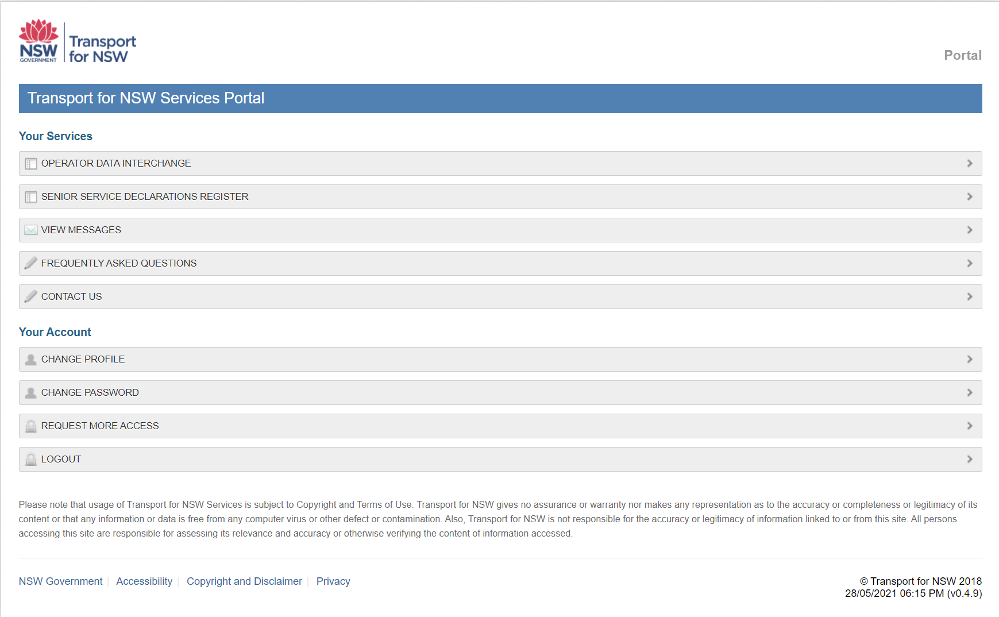 NSW
GOVERNMENT
Transport
for NSW
Portal
Transport for NSW Services Portal
Your Services
OPERATOR DATA INTERCHANGE
SENIOR SERVICE DECLARATIONS REGISTER
VIEW MESSAGES
FREQUENTLY ASKED QUESTIONS
CONTACT US
Your Account
CHANGE PROFILE
CHANGE PASSWORD
REQUEST MORE ACCESS
LOGOUT
Please note that usage of Transport for NSW Services is subject to Copyright and Terms of Use. Transport for NSW gives no assurance or warranty nor makes any representation as to the accuracy or completeness or legitimacy of its
content or that any information or data is free from any computer virus or other defect or contamination. Also, Transport for NSW is not responsible for the accuracy or legitimacy of information linked to or from this site. All persons
accessing this site are responsible for assessing its relevance and accuracy or otherwise verifying the content of information accessed.
NSW Government | Accessibility | Copyright and Disclaimer | Privacy
© Transport for NSW 2018
28/05/2021 06:15 PM (v0.4.9)